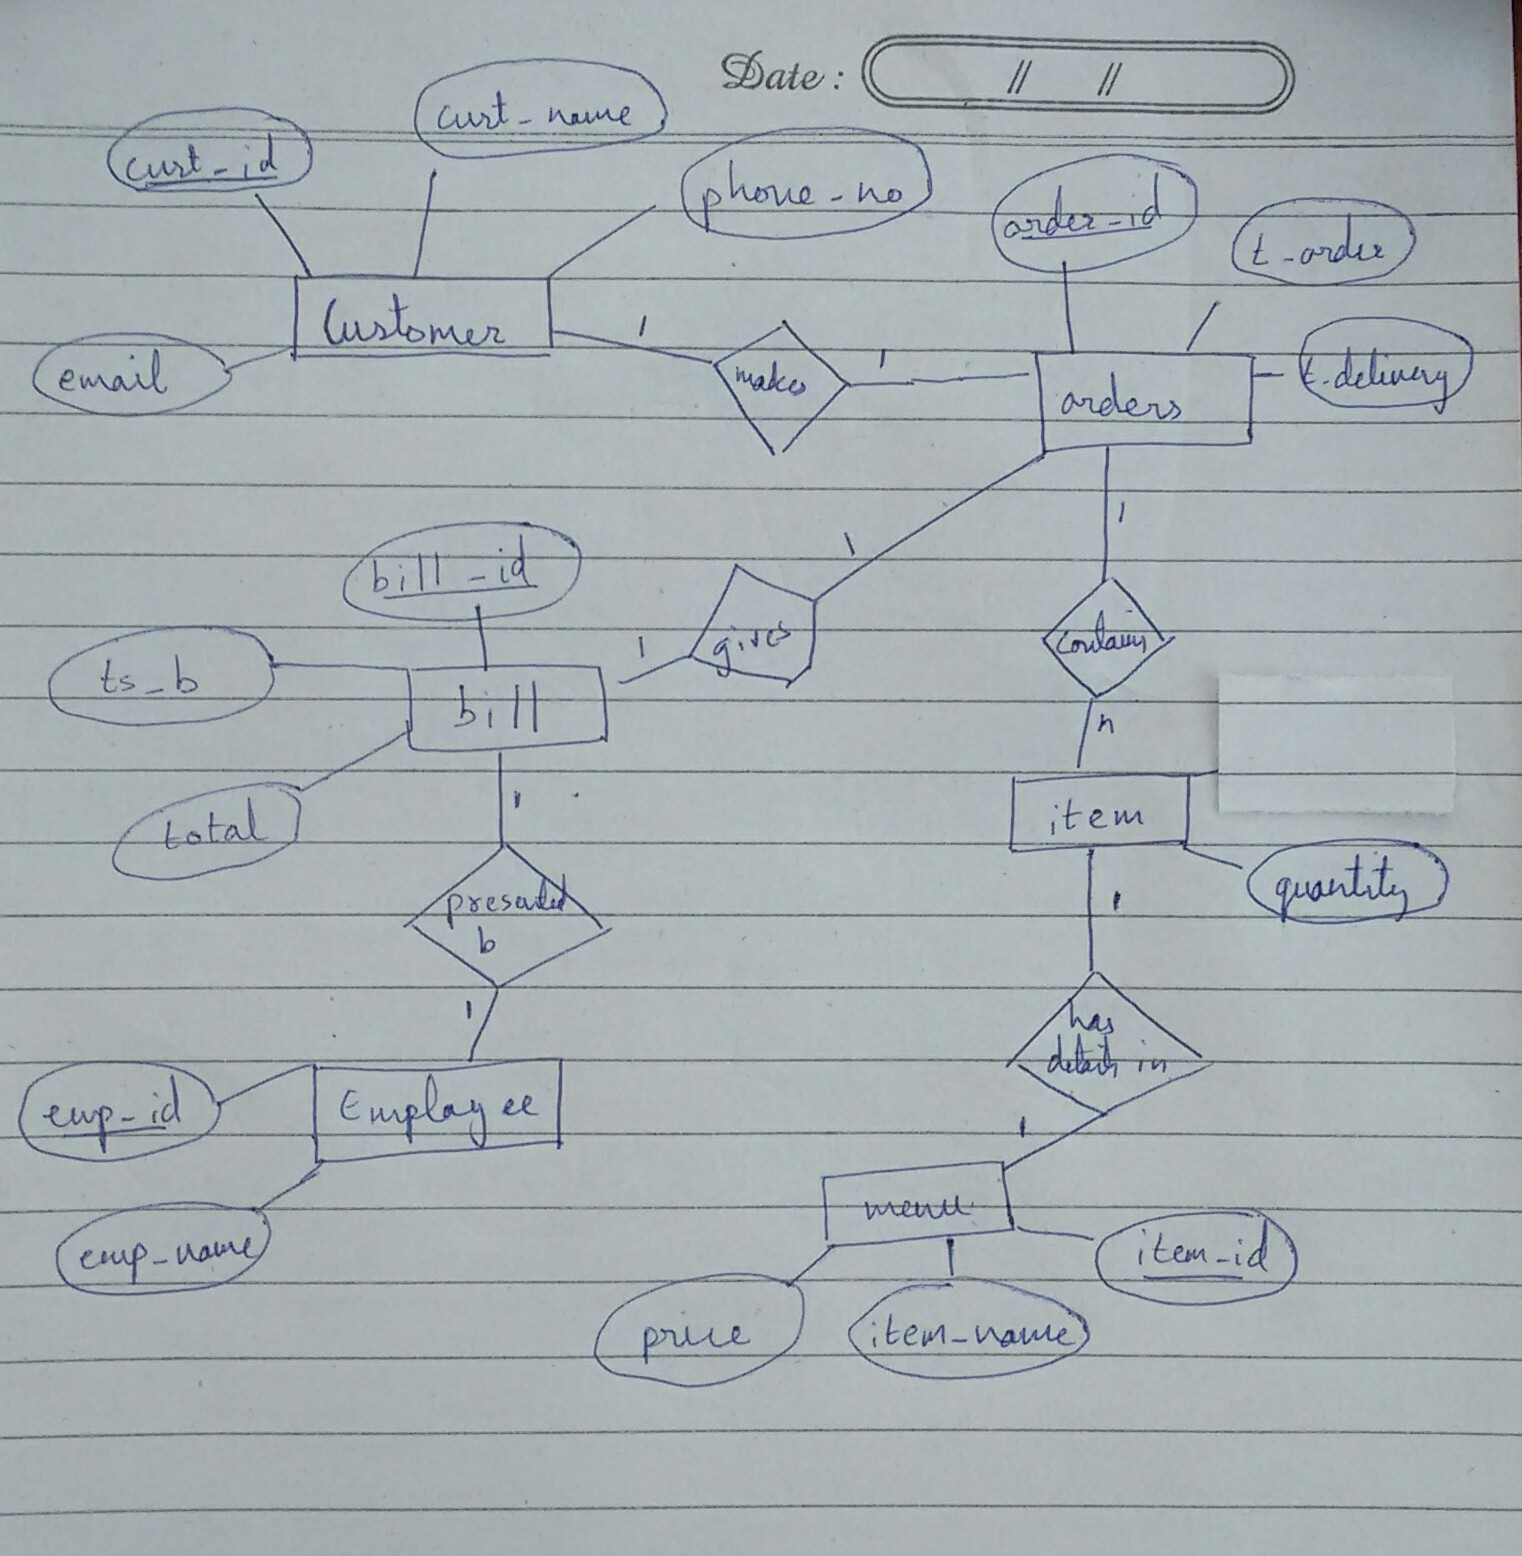 Date : // //
cust_name
cust_id
phone_no
order_id
t_order
Customer
1
makes
1
email
orders
t.delivery
1
1
bill_id
1
gives
contains
ts_b
bill
n
item
total
1
quantity
1
presented
b
1
has
details in
emp_id
Employee
1
menu
emp_name
item_id
price
item_name